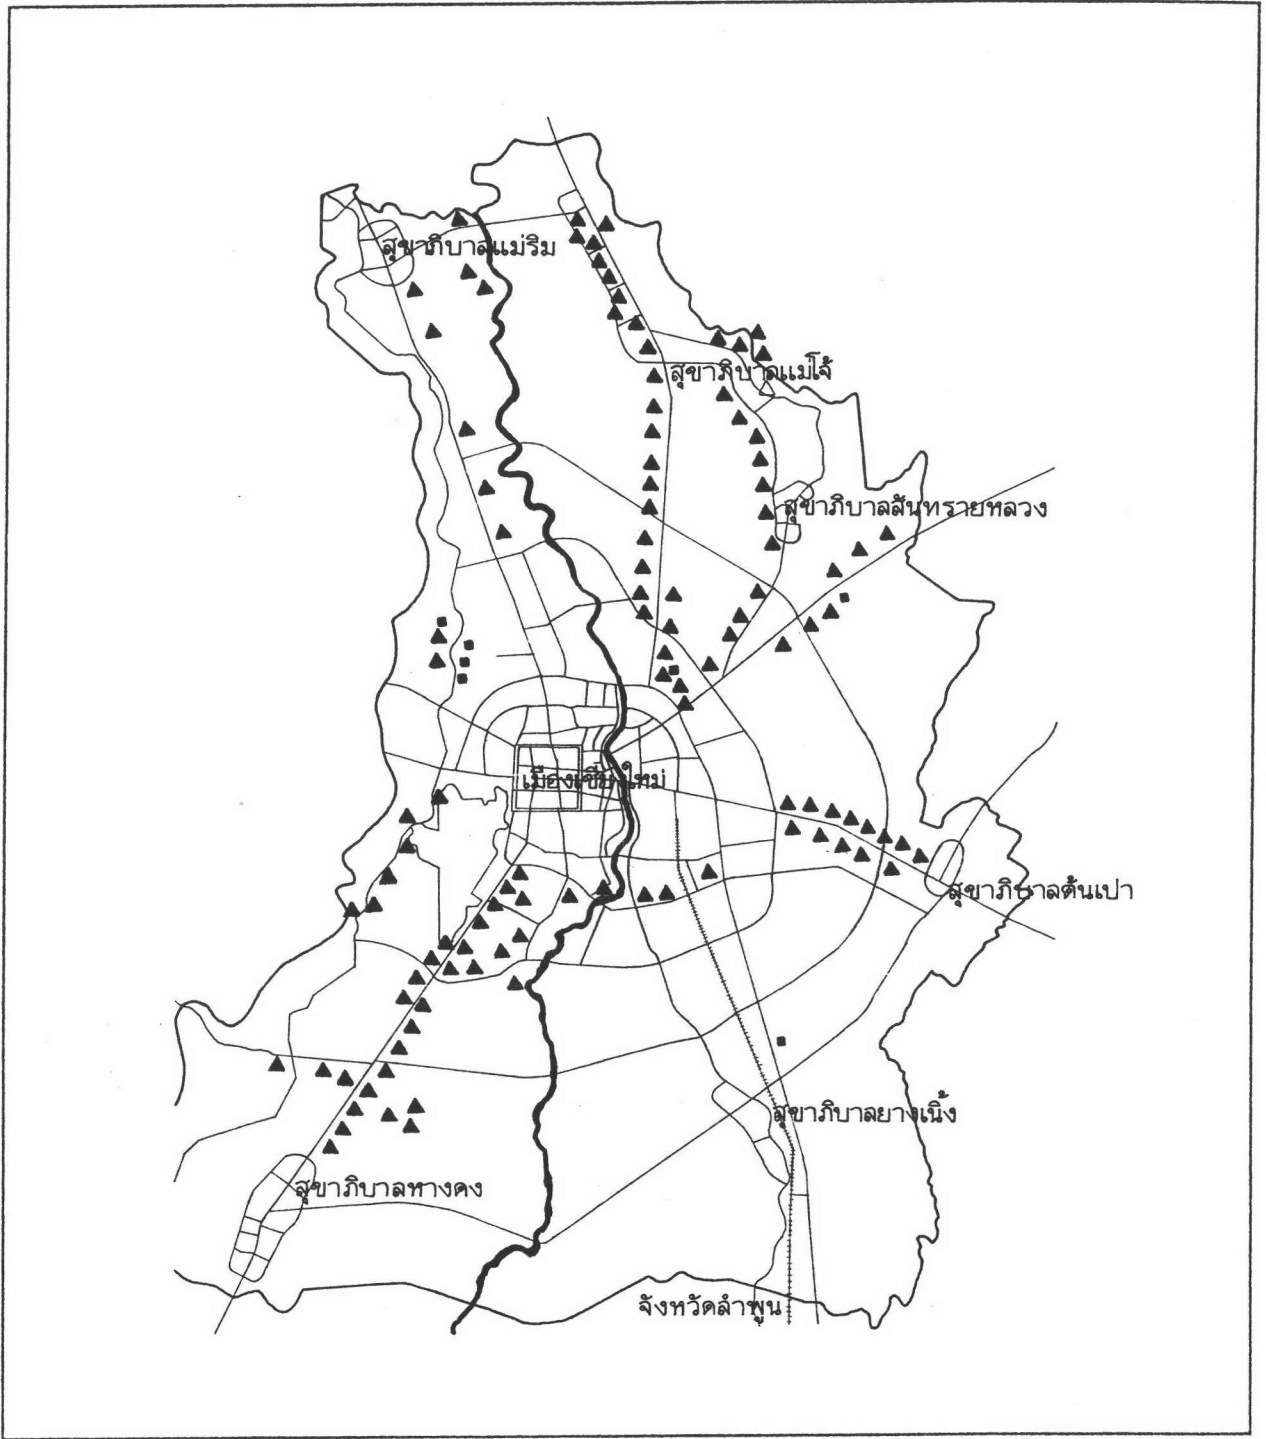 สุขาภิบาลแม่ริม
สุขาภิบาลแม่โจ้
สุขาภิบาลสันทรายหลวง
เมืองเชียงใหม่
สุขาภิบาลต้นเปา
สุขาภิบาลยางเนิ้ง
สุขาภิบาลหางดง
จังหวัดลำพูน